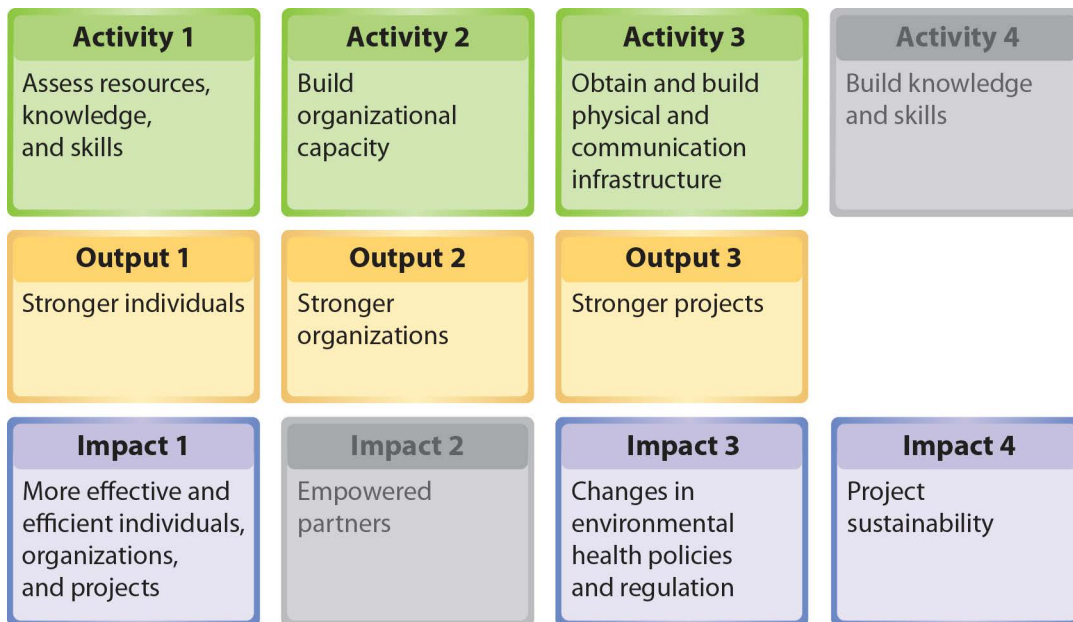 Activity 1
Assess resources,
knowledge,
and skills
Activity 2
Build
organizational
capacity
Activity 3
Obtain and build
physical and
communication
infrastructure
Activity 4
Build knowledge
and skills
Output 1
Stronger individuals
Output 2
Stronger
organizations
Output 3
Stronger projects
Impact 1
More effective and
efficient individuals,
organizations,
and projects
Impact 2
Empowered
partners
Impact 3
Changes in
environmental
health policies
and regulation
Impact 4
Project
sustainability